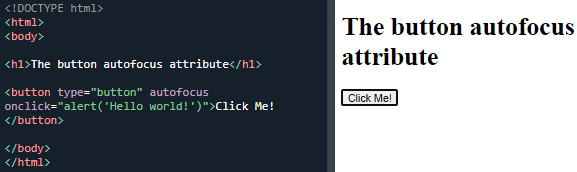 <!DOCTYPE html>
<html>
<body>
<h1>The button autofocus attribute</h1>
<button type="button" autofocus
onclick="alert('Hello world!')">Click Me!
</button>
</body>
</html>
The button autofocus
attribute
Click Me!